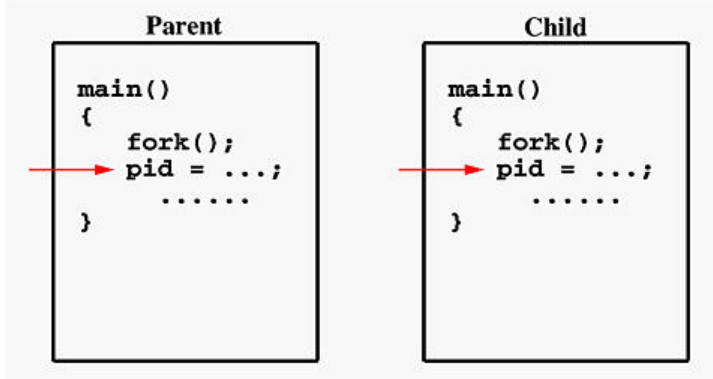 Parent
main()
{
fork();
pid = ...;
......
}
Child
main()
{
fork();
pid = ...;
......
}